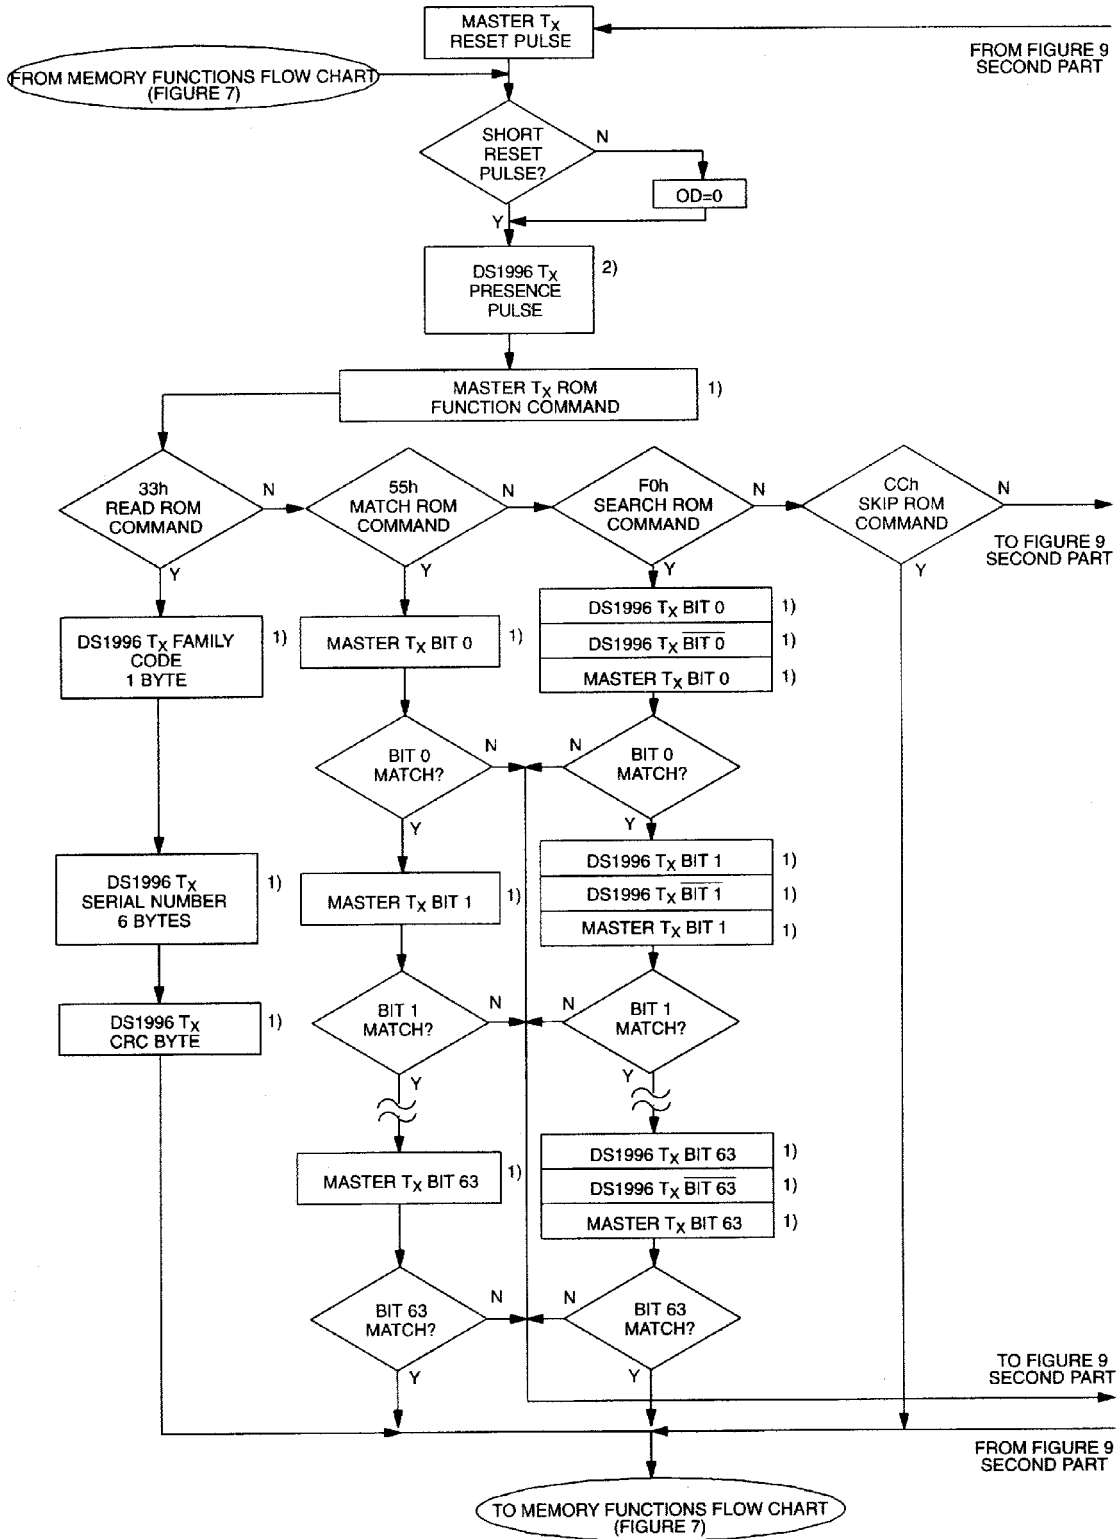 MASTER TX
RESET PULSE
FROM FIGURE 9
SECOND PART
FROM MEMORY FUNCTIONS FLOW CHART
(FIGURE 7)
SHORT
RESET
PULSE?
N
OD=0
Y
DS1996 TX
PRESENCE
PULSE
2)
MASTER TX ROM
FUNCTION COMMAND
1)
33h
READ ROM
COMMAND
N
Y
55h
MATCH ROM
COMMAND
N
Y
F0h
SEARCH ROM
COMMAND
N
Y
CCh
SKIP ROM
COMMAND
N
Y
TO FIGURE 9
SECOND PART
DS1996 TX FAMILY
CODE
1 BYTE
1)
MASTER TX BIT 0
1)
DS1996 TX BIT 0
1)
DS1996 TX BIT 0
1)
MASTER TX BIT 0
1)
BIT 0
MATCH?
N
Y
N
BIT 0
MATCH?
Y
DS1996 TX
SERIAL NUMBER
6 BYTES
1)
MASTER TX BIT 1
1)
DS1996 TX BIT 1
1)
DS1996 TX BIT 1
1)
MASTER TX BIT 1
1)
DS1996 TX
CRC BYTE
1)
BIT 1
MATCH?
N
Y
N
BIT 1
MATCH?
Y
MASTER TX BIT 63
1)
DS1996 TX BIT 63
1)
DS1996 TX BIT 63
1)
MASTER TX BIT 63
1)
BIT 63
MATCH?
N
Y
N
BIT 63
MATCH?
Y
TO FIGURE 9
SECOND PART
FROM FIGURE 9
SECOND PART
TO MEMORY FUNCTIONS FLOW CHART
(FIGURE 7)